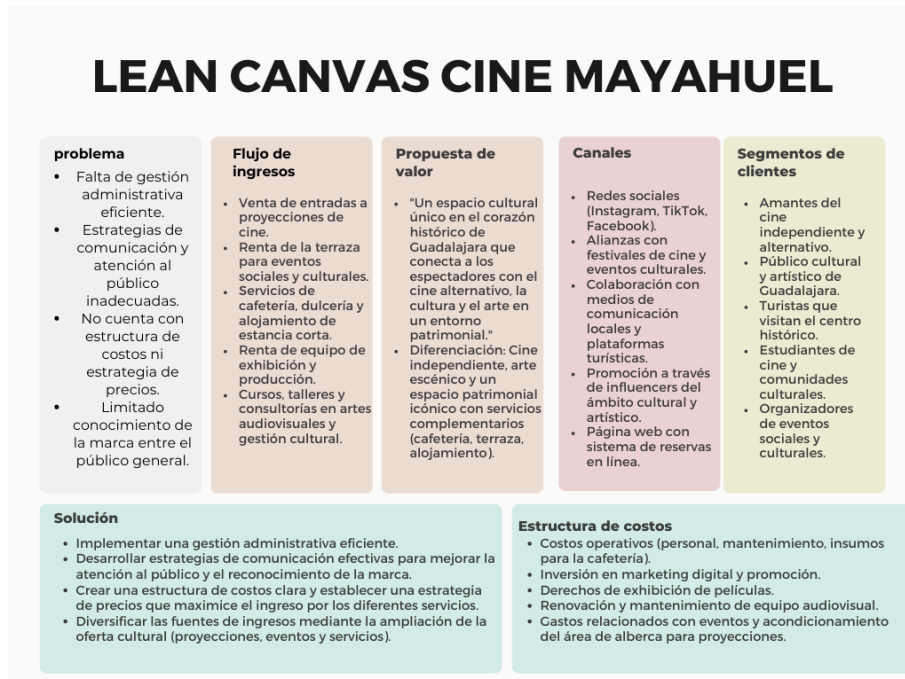 LEAN CANVAS CINE MAYAHUEL
problema
• Falta de gestión
administrativa
eficiente.
• Estrategias de
comunicación y
atención al
público
inadecuadas.
• No cuenta con
estructura de
costos ni
estrategia de
precios.
• Limitado
conocimiento de
la marca entre el
público general.
Flujo de
ingresos
• Venta de entradas a
proyecciones de
cine.
• Renta de la terraza
para eventos
sociales y culturales.
• Servicios de
cafetería, dulcería y
alojamiento de
estancia corta.
• Renta de equipo de
exhibición y
producción.
• Cursos, talleres y
consultorías en artes
audiovisuales y
gestión cultural.
Propuesta de
valor
• "Un espacio cultural
único en el corazón
histórico de
Guadalajara que
conecta a los
espectadores con el
cine alternativo, la
cultura y el arte en
un entorno
patrimonial."
• Diferenciación: Cine
independiente, arte
escénico y un
espacio patrimonial
icónico con servicios
complementarios
(cafetería, terraza,
alojamiento).
Canales
• Redes sociales
(Instagram, TikTok,
Facebook).
• Alianzas con
festivales de cine y
eventos culturales.
• Colaboración con
medios de
comunicación
locales y
plataformas
turísticas.
• Promoción a través
de influencers del
ámbito cultural y
artístico.
• Página web con
sistema de reservas
en línea.
Segmentos de
clientes
• Amantes del
cine
independiente y
alternativo.
• Público cultural
y artístico de
Guadalajara.
• Turistas que
visitan el centro
histórico.
• Estudiantes de
cine y
comunidades
culturales.
• Organizadores
de eventos
sociales y
culturales.
Solución
• Implementar una gestión administrativa eficiente.
• Desarrollar estrategias de comunicación efectivas para mejorar la
atención al público y el reconocimiento de la marca.
• Crear una estructura de costos clara y establecer una estrategia
de precios que maximice el ingreso por los diferentes servicios.
• Diversificar las fuentes de ingresos mediante la ampliación de la
oferta cultural (proyecciones, eventos y servicios).
Estructura de costos
• Costos operativos (personal, mantenimiento, insumos
para la cafetería).
• Inversión en marketing digital y promoción.
• Derechos de exhibición de películas.
• Renovación y mantenimiento de equipo audiovisual.
• Gastos relacionados con eventos y acondicionamiento
del área de alberca para proyecciones.